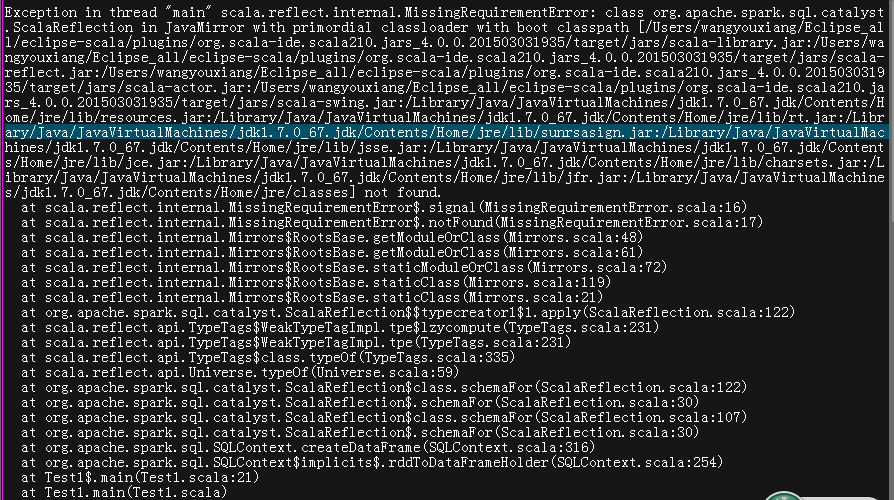 Exception in thread "main" scala.reflect.internal.MissingRequirementError: class org.apache.spark.sql.catalyst
.ScalaReflection in JavaMirror with primordial classloader with boot classpath [/Users/wangyouxiang/Eclipse_al
l/eclipse-scala/plugins/org.scala-ide.scala210.jars_4.0.0.201503031935/target/jars/scala-library.jar:/Users/wa
ngyouxiang/Eclipse_all/eclipse-scala/plugins/org.scala-ide.scala210.jars_4.0.0.201503031935/target/jars/scala-
reflect.jar:/Users/wangyouxiang/Eclipse_all/eclipse-scala/plugins/org.scala-ide.scala210.jars_4.0.0.2015030319
35/target/jars/scala-actor.jar:/Users/wangyouxiang/Eclipse_all/eclipse-scala/plugins/org.scala-ide.scala210.ja
rs_4.0.0.201503031935/target/jars/scala-swing.jar:/Library/Java/JavaVirtualMachines/jdk1.7.0_67.jdk/Contents/H
ome/jre/lib/resources.jar:/Library/Java/JavaVirtualMachines/jdk1.7.0_67.jdk/Contents/Home/jre/lib/rt.jar:/Libr
ary/Java/JavaVirtualMachines/jdk1.7.0_67.jdk/Contents/Home/jre/lib/sunrsasign.jar:/Library/Java/JavaVirtualMac
hines/jdk1.7.0_67.jdk/Contents/Home/jre/lib/jsse.jar:/Library/Java/JavaVirtualMachines/jdk1.7.0_67.jdk/Content
s/Home/jre/lib/jce.jar:/Library/Java/JavaVirtualMachines/jdk1.7.0_67.jdk/Contents/Home/jre/lib/charsets.jar:/L
ibrary/Java/JavaVirtualMachines/jdk1.7.0_67.jdk/Contents/Home/jre/lib/jfr.jar:/Library/Java/JavaVirtualMachine
s/jdk1.7.0_67.jdk/Contents/Home/jre/classes] not found.
at scala.reflect.internal.MissingRequirementError$.signal(MissingRequirementError.scala:16)
at scala.reflect.internal.MissingRequirementError$.notFound(MissingRequirementError.scala:17)
at scala.reflect.internal.Mirrors$RootsBase.getModuleOrClass(Mirrors.scala:48)
at scala.reflect.internal.Mirrors$RootsBase.getModuleOrClass(Mirrors.scala:61)
at scala.reflect.internal.Mirrors$RootsBase.staticModuleOrClass(Mirrors.scala:72)
at scala.reflect.internal.Mirrors$RootsBase.staticClass(Mirrors.scala:119)
at scala.reflect.internal.Mirrors$RootsBase.staticClass(Mirrors.scala:21)
at org.apache.spark.sql.catalyst.ScalaReflection$$typecreator1$1.apply(ScalaReflection.scala:122)
at scala.reflect.api.TypeTags$WeakTypeTagImpl.tpe$lzycompute(TypeTags.scala:231)
at scala.reflect.api.TypeTags$WeakTypeTagImpl.tpe(TypeTags.scala:231)
at scala.reflect.api.TypeTags$class.typeOf(TypeTags.scala:335)
at scala.reflect.api.Universe.typeOf(Universe.scala:59)
at org.apache.spark.sql.catalyst.ScalaReflection$class.schemaFor(ScalaReflection.scala:122)
at org.apache.spark.sql.catalyst.ScalaReflection$.schemaFor(ScalaReflection.scala:30)
at org.apache.spark.sql.catalyst.ScalaReflection$class.schemaFor(ScalaReflection.scala:107)
at org.apache.spark.sql.catalyst.ScalaReflection$.schemaFor(ScalaReflection.scala:30)
at org.apache.spark.sql.SQLContext.createDataFrame(SQLContext.scala:316)
at org.apache.spark.sql.SQLContext$implicits$.rddToDataFrameHolder(SQLContext.scala:254)
at Test1$.main(Test1.scala:21)
at Test1.main(Test1.scala)